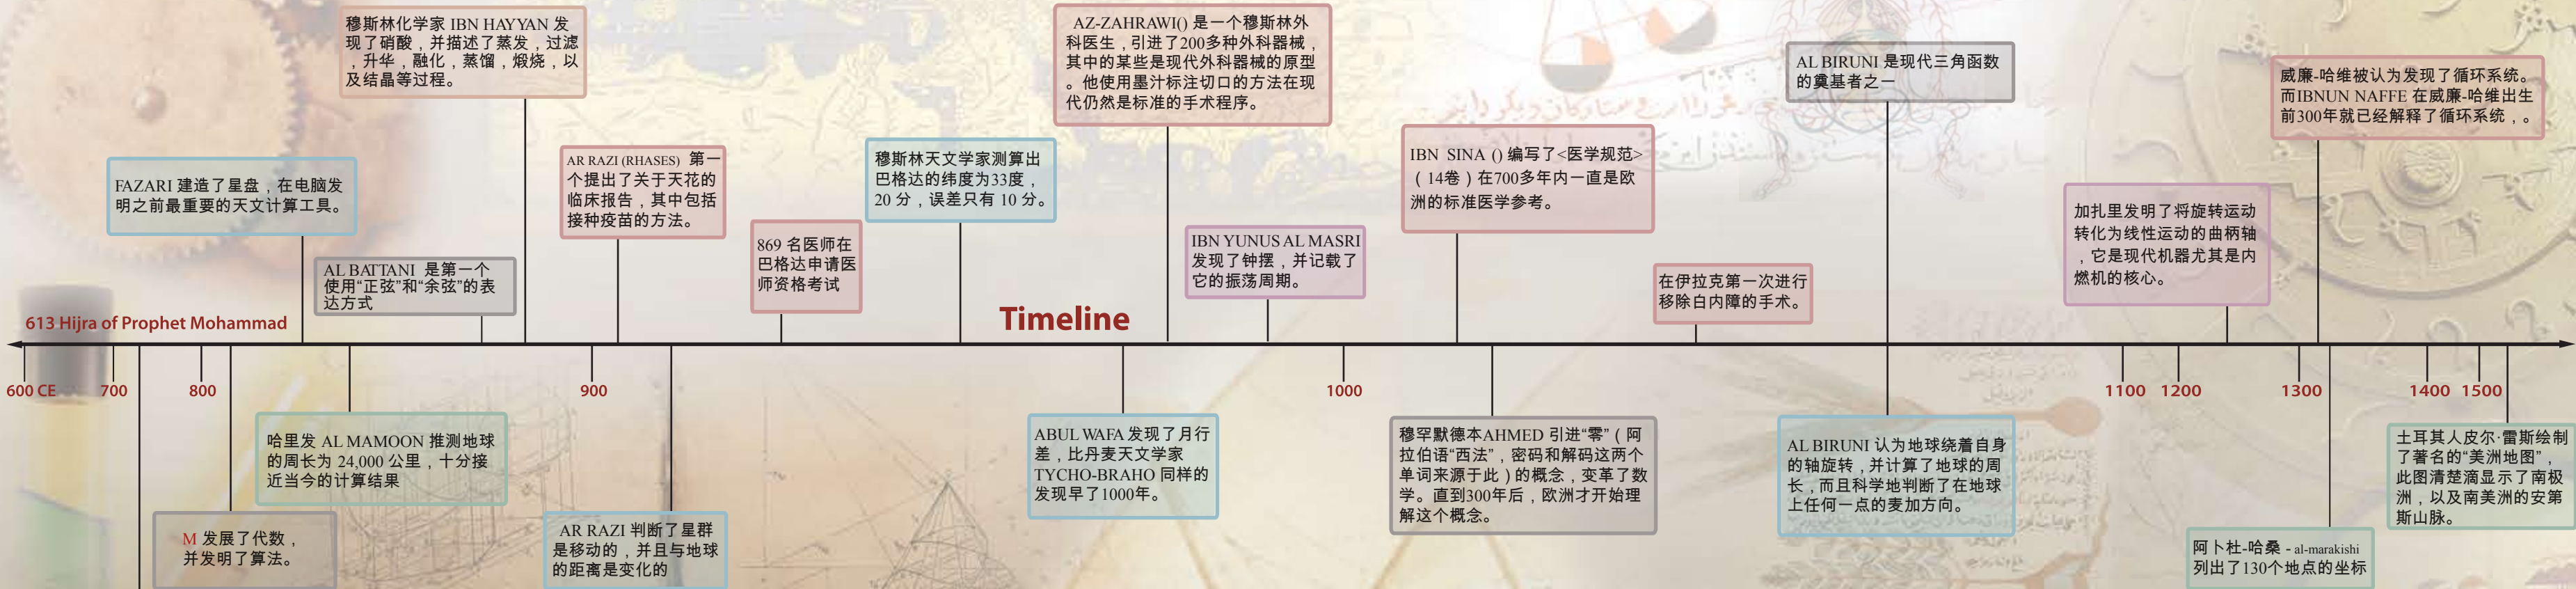 穆斯林化学家 IBN HAYYAN 发
现了硝酸，并描述了蒸发，过滤
，升华，融化，蒸馏，煅烧，以
及结晶等过程。
AZ-ZAHRAWI() 是一个穆斯林外
科医生，引进了200多种外科器械，
其中的某些是现代外科器械的原型
。他使用墨汁标注切口的方法在现
代仍然是标准的手术程序。
AL BIRUNI 是现代三角函数
的奠基者之一
威廉-哈维被认为发现了循环系统。
而IBNUN NAFFE 在威廉-哈维出生
前300年就已经解释了循环系统，。
FAZARI 建造了星盘，在电脑发
明之前最重要的天文计算工具。
AR RAZI (RHASES) 第一
个提出了关于天花的
临床报告，其中包括
接种疫苗的方法。
穆斯林天文学家测算出
巴格达的纬度为33度，
20 分，误差只有 10 分。
IBN SINA () 编写了<医学规范>
（14卷）在700多年内一直是欧
洲的标准医学参考。
加扎里发明了将旋转运动
转化为线性运动的曲柄轴
，它是现代机器尤其是内
燃机的核心。
AL BATTANI 是第一个
使用“正弦”和“余弦”的表
达方式
869 名医师在
巴格达申请医
师资格考试
IBN YUNUS AL MASRI
发现了钟摆，并记载了
它的振荡周期。
在伊拉克第一次进行
移除白内障的手术。
613 Hijra of Prophet Mohammad
Timeline
600 CE 700 800 900 1000 1100 1200 1300 1400 1500
哈里发 AL MAMOON 推测地球
的周长为 24,000 公里，十分接
近当今的计算结果
M 发展了代数，
并发明了算法。
AR RAZI 判断了星群
是移动的，并且与地球
的距离是变化的
ABUL WAFA 发现了月行
差，比丹麦天文学家
TYCHO-BRAHO 同样的
发现早了1000年。
穆罕默德本AHMED 引进“零”（阿
拉伯语“西法”，密码和解码这两个
单词来源于此）的概念，变革了数
学。直到300年后，欧洲才开始理
解这个概念。
AL BIRUNI 认为地球绕着自身
的轴旋转，并计算了地球的周
长，而且科学地判断了在地球
上任何一点的麦加方向。
土耳其人皮尔·雷斯绘制
了著名的“美洲地图”，
此图清楚滴显示了南极
洲，以及南美洲的安第
斯山脉。
阿卜杜-哈桑 - al-marakishi
列出了130个地点的坐标